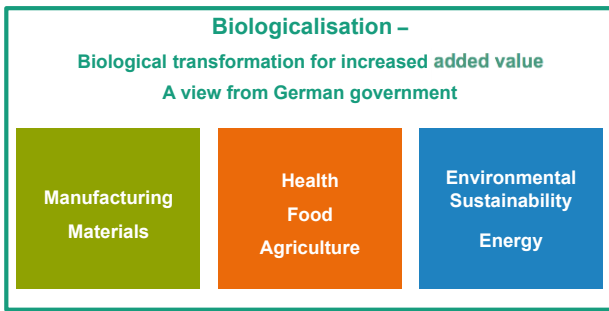 Biologicalisation –
Biological transformation for increased added value
A view from German government
Manufacturing
Materials
Health
Food
Agriculture
Environmental
Sustainability
Energy